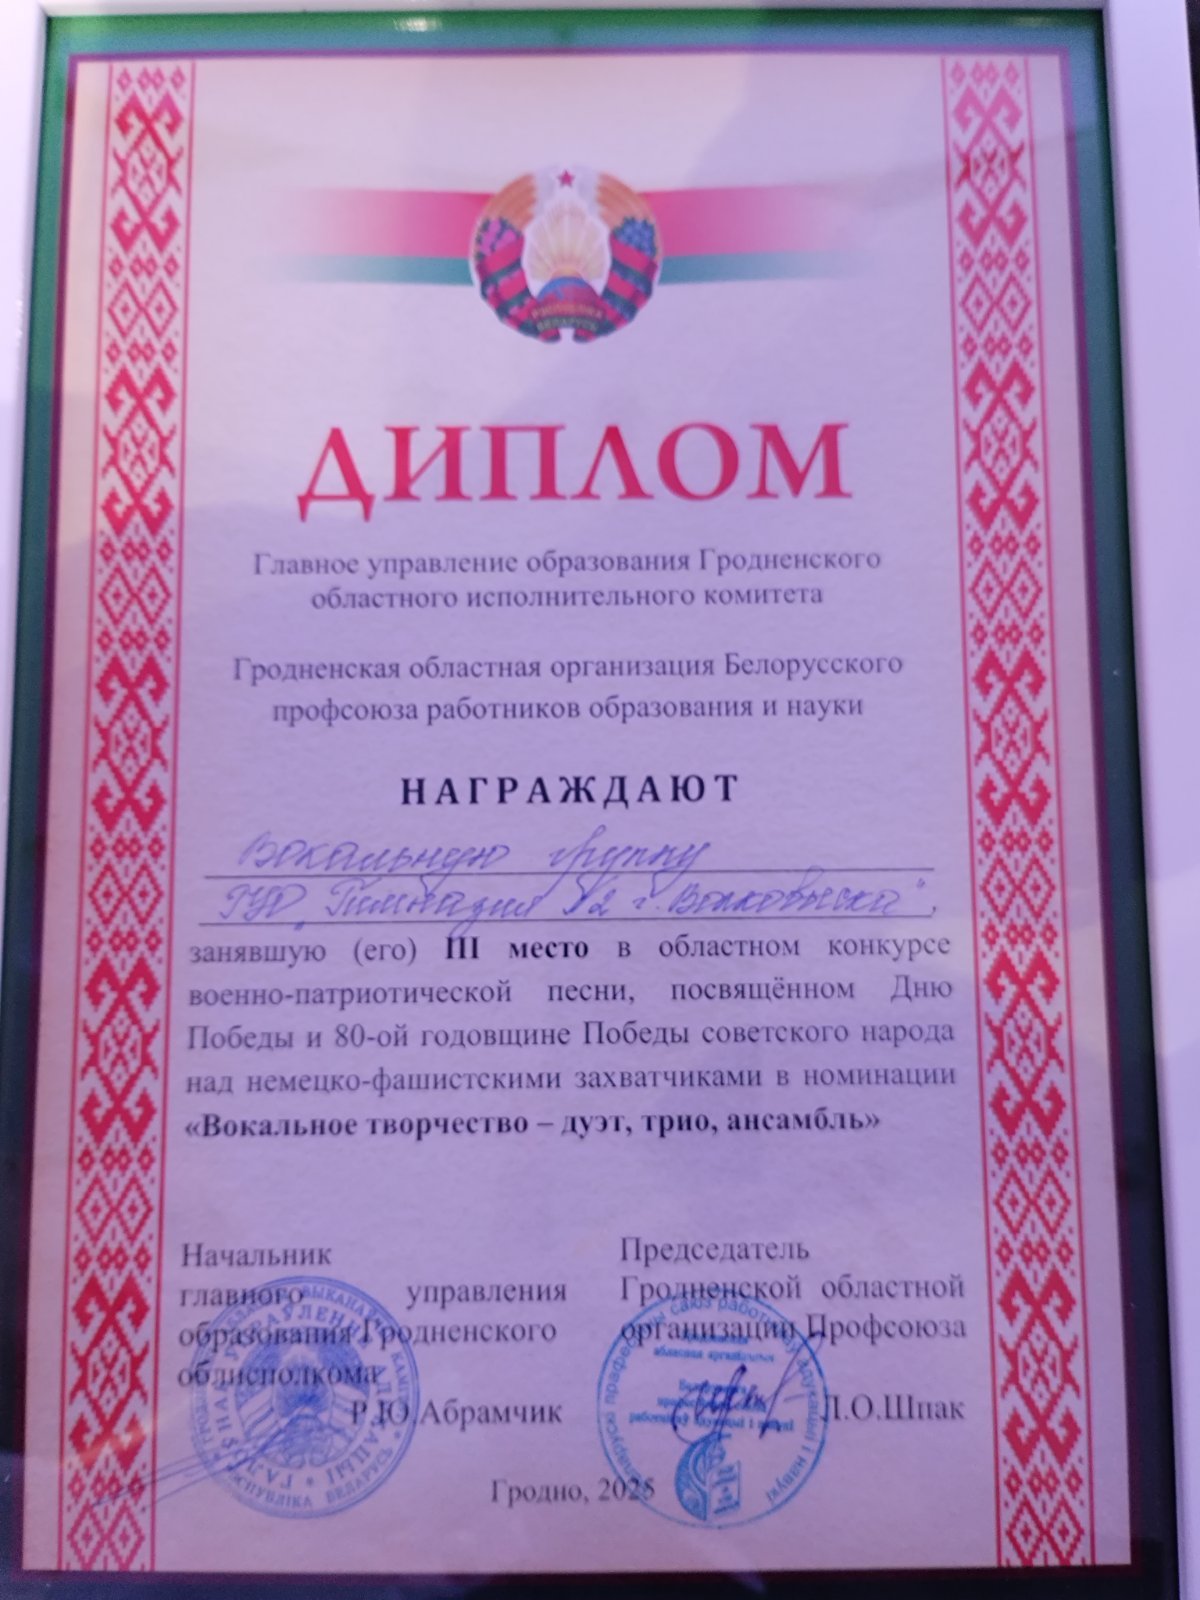 РЭСПУБЛІКА
БЕЛАРУСЬ
ДИПЛОМ
Главное управление образования Гродненского
областного исполнительного комитета
Гродненская областная организация Белорусского
профсоюза работников образования и науки
НАГРАЖДАЮТ
Вокальную группу
ГУО „Гимназия №2 г. Волковыска",
занявшую (его) III место в областном конкурсе
военно-патриотической песни, посвящённом Дню
Победы и 80-ой годовщине Победы советского народа
над немецко-фашистскими захватчиками в номинации
«Вокальное творчество – дуэт, трио, ансамбль»
Начальник
главного управления
образования Гродненского
облисполкома
Р.Ю.Абрамчик
Председатель
Гродненской областной
организации Профсоюза
Л.О.Шпак
Гродно, 2025